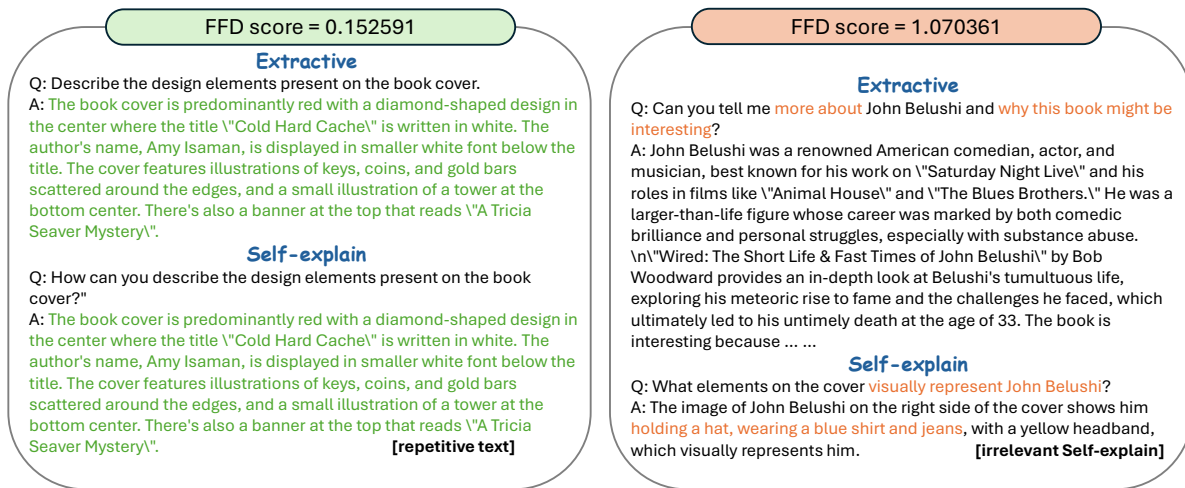 FFD score = 0.152591
Extractive
Q: Describe the design elements present on the book cover.
A: The book cover is predominantly red with a diamond-shaped design in
the center where the title \"Cold Hard Cache\" is written in white. The
author's name, Amy Isaman, is displayed in smaller white font below the
title. The cover features illustrations of keys, coins, and gold bars
scattered around the edges, and a small illustration of a tower at the
bottom center. There's also a banner at the top that reads \"A Tricia
Seaver Mystery\".
Self-explain
Q: How can you describe the design elements present on the book
cover?"
A: The book cover is predominantly red with a diamond-shaped design in
the center where the title \"Cold Hard Cache\" is written in white. The
author's name, Amy Isaman, is displayed in smaller white font below the
title. The cover features illustrations of keys, coins, and gold bars
scattered around the edges, and a small illustration of a tower at the
bottom center. There's also a banner at the top that reads \"A Tricia
Seaver Mystery\". [repetitive text]
FFD score = 1.070361
Extractive
Q: Can you tell me more about John Belushi and why this book might be
interesting?
A: John Belushi was a renowned American comedian, actor, and
musician, best known for his work on \"Saturday Night Live\" and his
roles in films like \"Animal House\" and \"The Blues Brothers.\" He was a
larger-than-life figure whose career was marked by both comedic
brilliance and personal struggles, especially with substance abuse.
\n\"Wired: The Short Life & Fast Times of John Belushi\" by Bob
Woodward provides an in-depth look at Belushi's tumultuous life,
exploring his meteoric rise to fame and the challenges he faced, which
ultimately led to his untimely death at the age of 33. The book is
interesting because ... ...
Self-explain
Q: What elements on the cover visually represent John Belushi?
A: The image of John Belushi on the right side of the cover shows him
holding a hat, wearing a blue shirt and jeans, with a yellow headband,
which visually represents him. [irrelevant Self-explain]